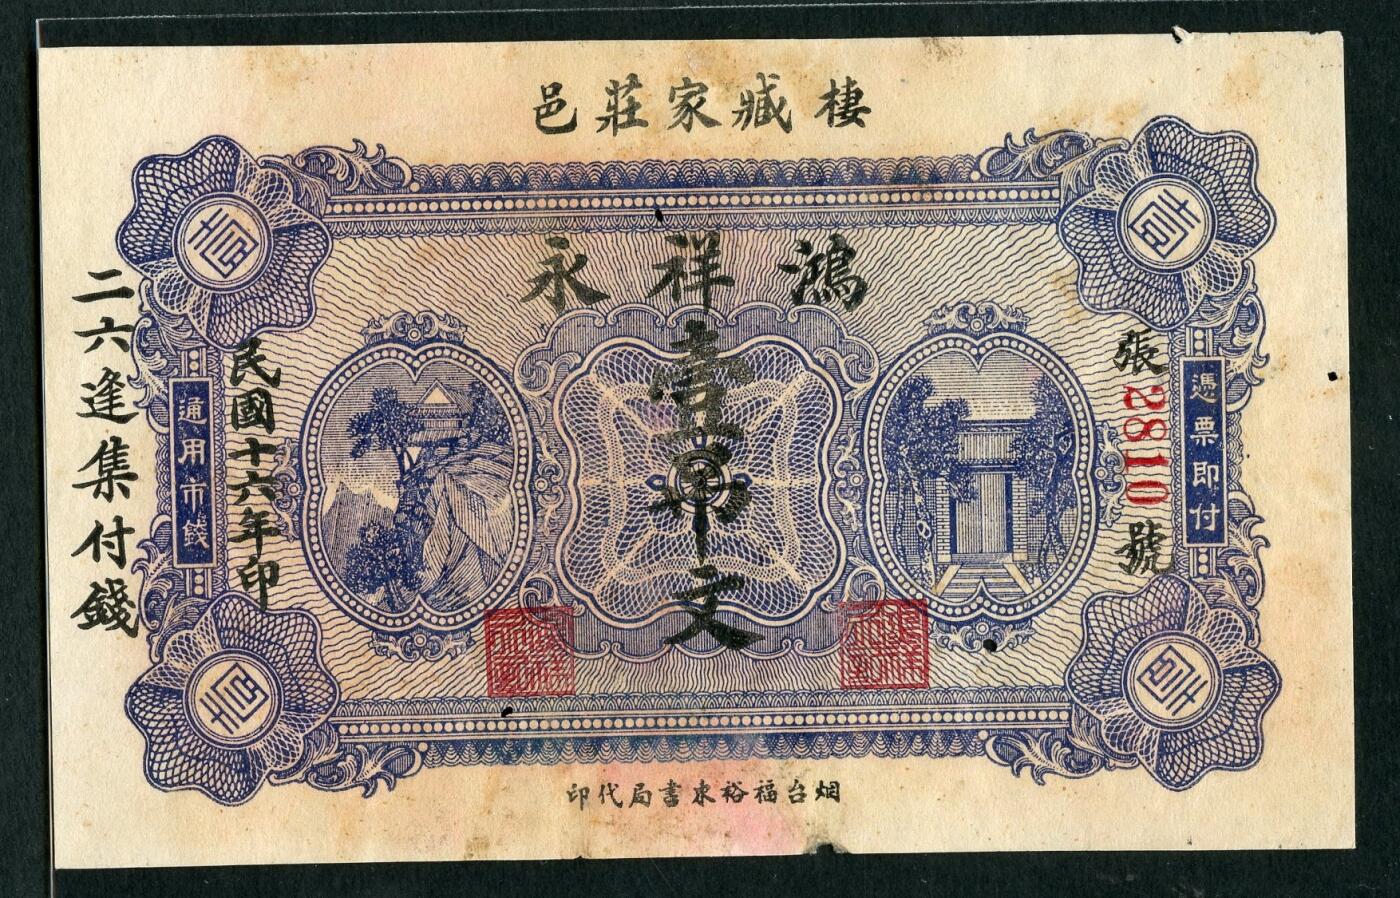 棲臧家莊邑
鴻祥永
憑票即付
張2810號
壹吊文
民國十六年印
通用市錢
二六逢集付錢
烟台福裕東書局代印